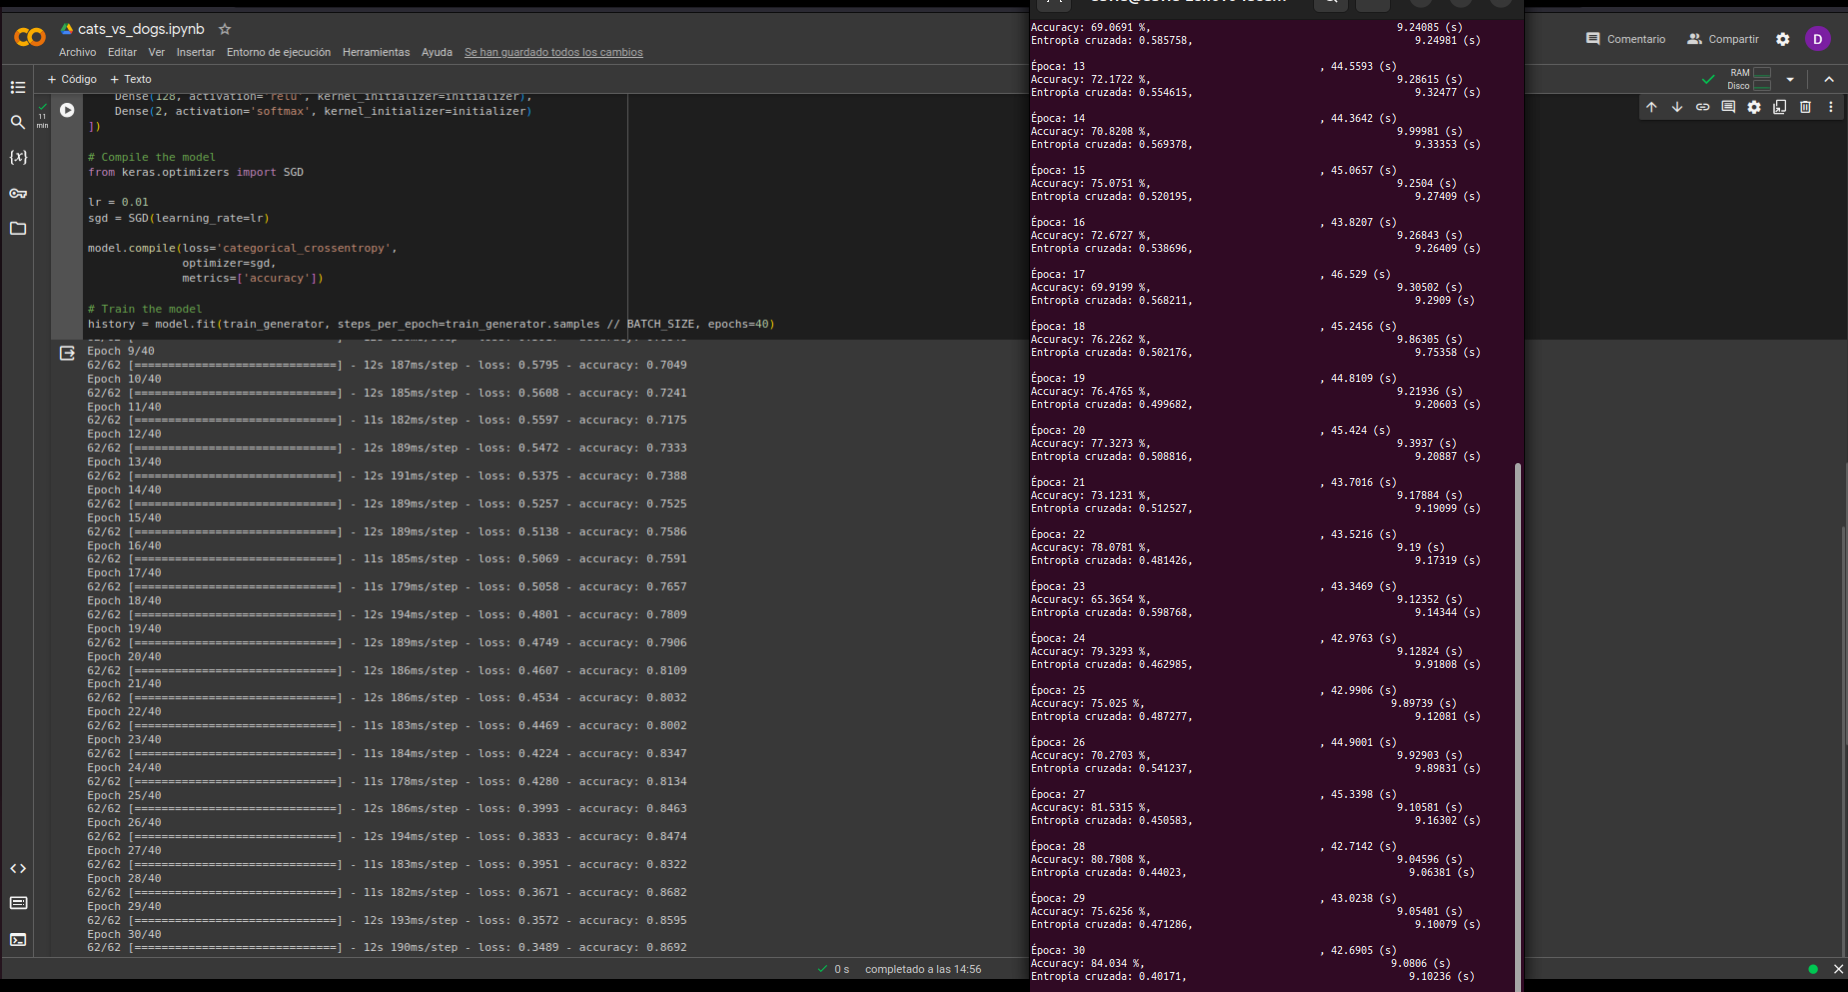 cats_vs_dogs.ipynb
Archivo Editar Ver Insertar Entorno de ejecución Herramientas Ayuda Se han guardado todos los cambios
Comentario Compartir D
+ Código + Texto
RAM
Disco
11
min
Dense(128, activation='relu', kernel_initializer=initializer),
Dense(2, activation='softmax', kernel_initializer=initializer)
])
# Compile the model
from keras.optimizers import SGD
lr = 0.01
sgd = SGD(learning_rate=lr)
model.compile(loss='categorical_crossentropy',
optimizer=sgd,
metrics=['accuracy'])
# Train the model
history = model.fit(train_generator, steps_per_epoch=train_generator.samples // BATCH_SIZE, epochs=40)
Epoch 9/40
62/62 [==============================] - 12s 187ms/step - loss: 0.5795 - accuracy: 0.7049
Epoch 10/40
62/62 [==============================] - 12s 185ms/step - loss: 0.5608 - accuracy: 0.7241
Epoch 11/40
62/62 [==============================] - 11s 182ms/step - loss: 0.5597 - accuracy: 0.7175
Epoch 12/40
62/62 [==============================] - 12s 189ms/step - loss: 0.5472 - accuracy: 0.7333
Epoch 13/40
62/62 [==============================] - 12s 191ms/step - loss: 0.5375 - accuracy: 0.7388
Epoch 14/40
62/62 [==============================] - 12s 189ms/step - loss: 0.5257 - accuracy: 0.7525
Epoch 15/40
62/62 [==============================] - 12s 189ms/step - loss: 0.5138 - accuracy: 0.7586
Epoch 16/40
62/62 [==============================] - 11s 185ms/step - loss: 0.5069 - accuracy: 0.7591
Epoch 17/40
62/62 [==============================] - 11s 179ms/step - loss: 0.5058 - accuracy: 0.7657
Epoch 18/40
62/62 [==============================] - 12s 194ms/step - loss: 0.4801 - accuracy: 0.7809
Epoch 19/40
62/62 [==============================] - 12s 189ms/step - loss: 0.4749 - accuracy: 0.7906
Epoch 20/40
62/62 [==============================] - 12s 186ms/step - loss: 0.4607 - accuracy: 0.8109
Epoch 21/40
62/62 [==============================] - 12s 186ms/step - loss: 0.4534 - accuracy: 0.8032
Epoch 22/40
62/62 [==============================] - 11s 183ms/step - loss: 0.4469 - accuracy: 0.8002
Epoch 23/40
62/62 [==============================] - 11s 184ms/step - loss: 0.4224 - accuracy: 0.8347
Epoch 24/40
62/62 [==============================] - 11s 178ms/step - loss: 0.4280 - accuracy: 0.8134
Epoch 25/40
62/62 [==============================] - 12s 186ms/step - loss: 0.3993 - accuracy: 0.8463
Epoch 26/40
62/62 [==============================] - 12s 194ms/step - loss: 0.3833 - accuracy: 0.8474
Epoch 27/40
62/62 [==============================] - 11s 183ms/step - loss: 0.3951 - accuracy: 0.8322
Epoch 28/40
62/62 [==============================] - 11s 182ms/step - loss: 0.3671 - accuracy: 0.8682
Epoch 29/40
62/62 [==============================] - 12s 193ms/step - loss: 0.3572 - accuracy: 0.8595
Epoch 30/40
62/62 [==============================] - 12s 190ms/step - loss: 0.3489 - accuracy: 0.8692
0 s completado a las 14:56
Accuracy: 69.0691 %, 9.24085 (s)
Entropía cruzada: 0.585758, 9.24981 (s)
Época: 13 , 44.5593 (s)
Accuracy: 72.1722 %, 9.28615 (s)
Entropía cruzada: 0.554615, 9.32477 (s)
Época: 14 , 44.3642 (s)
Accuracy: 70.8208 %, 9.99981 (s)
Entropía cruzada: 0.569378, 9.33353 (s)
Época: 15 , 45.0657 (s)
Accuracy: 75.0751 %, 9.2504 (s)
Entropía cruzada: 0.520195, 9.27409 (s)
Época: 16 , 43.8207 (s)
Accuracy: 72.6727 %, 9.26843 (s)
Entropía cruzada: 0.538696, 9.26409 (s)
Época: 17 , 46.529 (s)
Accuracy: 69.9199 %, 9.30502 (s)
Entropía cruzada: 0.568211, 9.2909 (s)
Época: 18 , 45.2456 (s)
Accuracy: 76.2262 %, 9.86305 (s)
Entropía cruzada: 0.502176, 9.75358 (s)
Época: 19 , 44.8109 (s)
Accuracy: 76.4765 %, 9.21936 (s)
Entropía cruzada: 0.499682, 9.20603 (s)
Época: 20 , 45.424 (s)
Accuracy: 77.3273 %, 9.3937 (s)
Entropía cruzada: 0.508816, 9.20887 (s)
Época: 21 , 43.7016 (s)
Accuracy: 73.1231 %, 9.17884 (s)
Entropía cruzada: 0.512527, 9.19099 (s)
Época: 22 , 43.5216 (s)
Accuracy: 78.0781 %, 9.19 (s)
Entropía cruzada: 0.481426, 9.17319 (s)
Época: 23 , 43.3469 (s)
Accuracy: 65.3654 %, 9.12352 (s)
Entropía cruzada: 0.598768, 9.14344 (s)
Época: 24 , 42.9763 (s)
Accuracy: 79.3293 %, 9.12824 (s)
Entropía cruzada: 0.462985, 9.91808 (s)
Época: 25 , 42.9906 (s)
Accuracy: 75.025 %, 9.89739 (s)
Entropía cruzada: 0.487277, 9.12081 (s)
Época: 26 , 44.9001 (s)
Accuracy: 70.2703 %, 9.92903 (s)
Entropía cruzada: 0.541237, 9.89831 (s)
Época: 27 , 45.3398 (s)
Accuracy: 81.5315 %, 9.10581 (s)
Entropía cruzada: 0.450583, 9.16302 (s)
Época: 28 , 42.7142 (s)
Accuracy: 80.7808 %, 9.04596 (s)
Entropía cruzada: 0.44023, 9.06381 (s)
Época: 29 , 43.0238 (s)
Accuracy: 75.6256 %, 9.05401 (s)
Entropía cruzada: 0.471286, 9.10079 (s)
Época: 30 , 42.6905 (s)
Accuracy: 84.034 %, 9.0806 (s)
Entropía cruzada: 0.40171, 9.10236 (s)